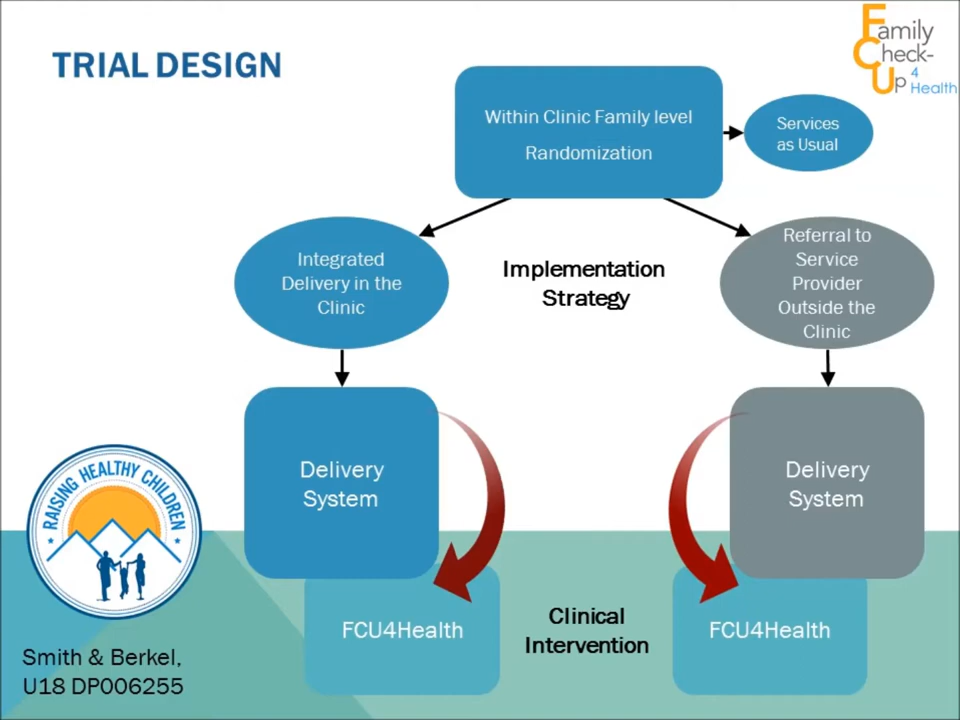 TRIAL DESIGN
Family
Check-
Up 4
Health
Within Clinic Family level
Randomization
Services
as Usual
Integrated
Delivery in the
Clinic
Implementation
Strategy
Referral to
Service
Provider
Outside the
Clinic
Delivery
System
Delivery
System
RAISING HEALTHY CHILDREN
FCU4Health
Clinical
Intervention
FCU4Health
Smith & Berkel,
U18 DP006255